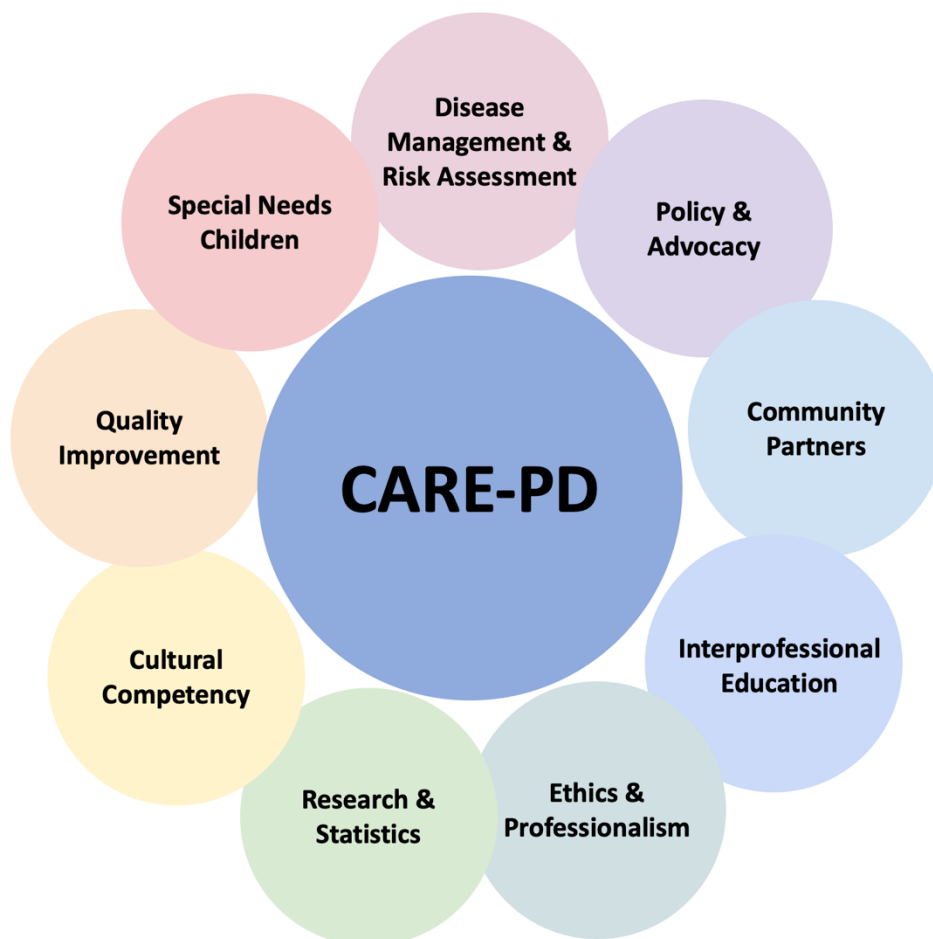 Disease
Management &
Risk Assessment
Policy &
Advocacy
Community
Partners
Interprofessional
Education
Ethics &
Professionalism
Research &
Statistics
Cultural
Competency
Quality
Improvement
Special Needs
Children
CARE-PD